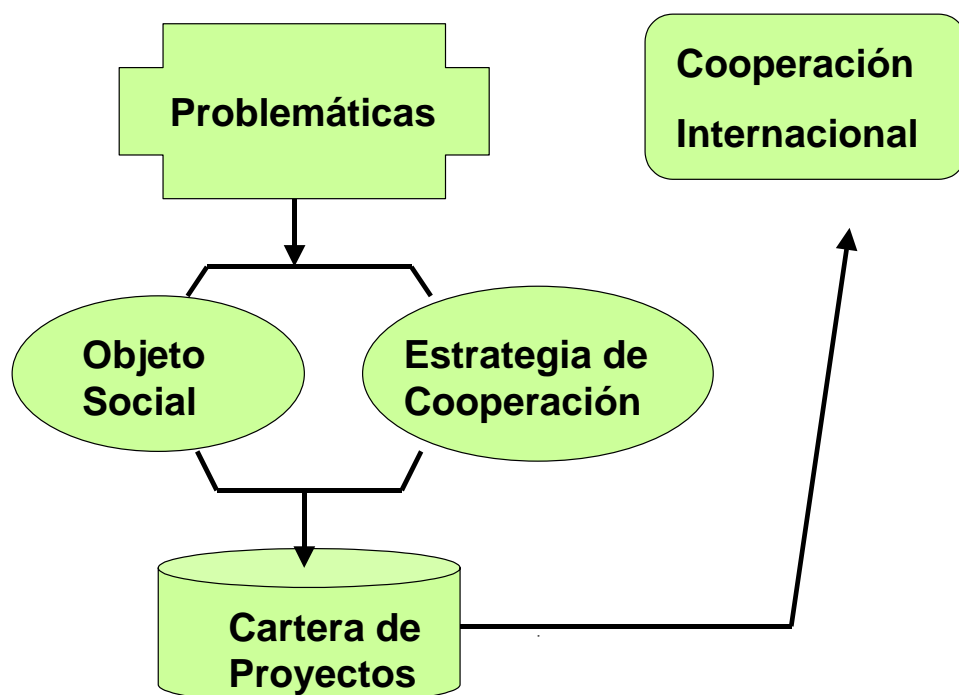 Problemáticas
Cooperación
Internacional
Objeto
Social
Estrategia de
Cooperación
Cartera de
Proyectos